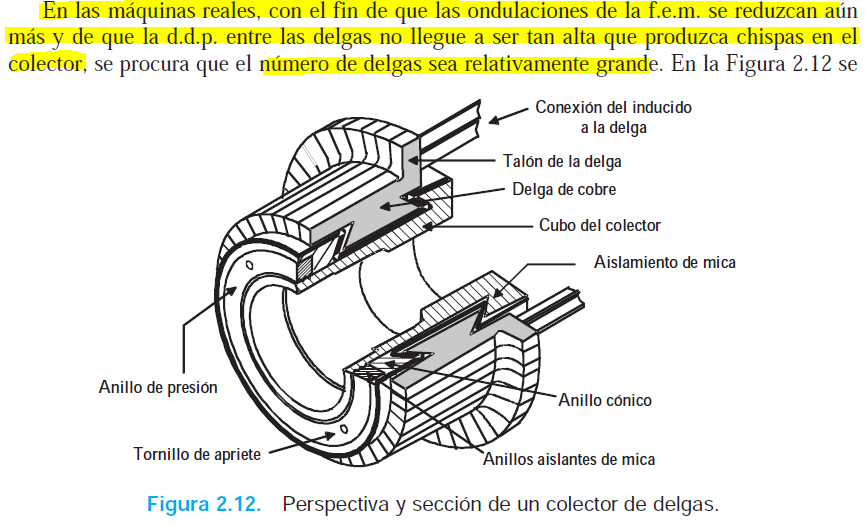 En las máquinas reales, con el fin de que las ondulaciones de la f.e.m. se reduzcan aún
más y de que la d.d.p. entre las delgas no llegue a ser tan alta que produzca chispas en el
colector, se procura que el número de delgas sea relativamente grande. En la Figura 2.12 se
Conexión del inducido
a la delga
Talón de la delga
Delga de cobre
Cubo del colector
Aislamiento de mica
Anillo de presión
Anillo cónico
Tornillo de apriete
Anillos aislantes de mica
Figura 2.12. Perspectiva y sección de un colector de delgas.